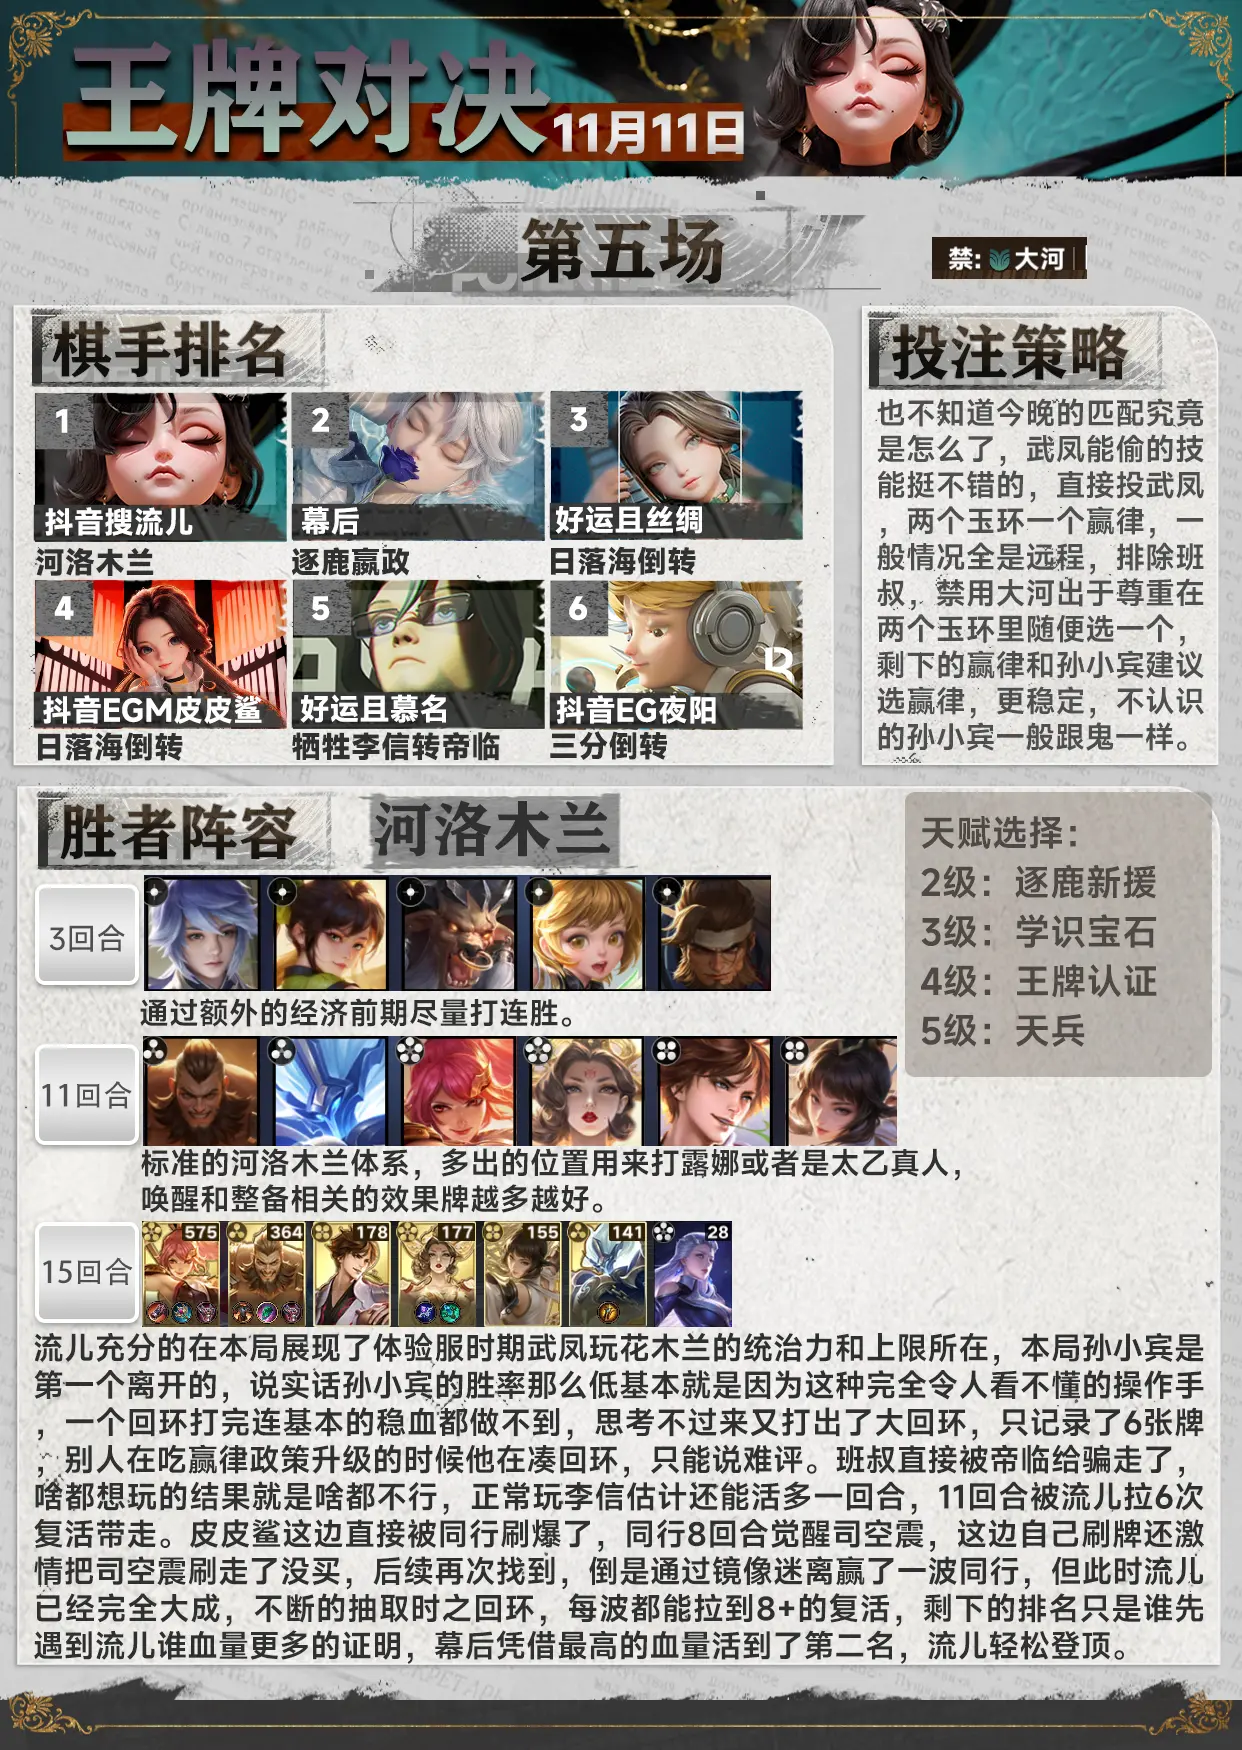 王牌对决
11月11日
第五场
禁:大河
棋手排名
1
抖音搜流儿
河洛木兰
2
幕后
逐鹿嬴政
3
好运且丝绸
日落海倒转
4
抖音EGM皮皮鲨
日落海倒转
5
好运且慕名
牺牲李信转帝临
6
抖音EG夜阳
三分倒转
投注策略
也不知道今晚的匹配究竟
是怎么了，武凤能偷的技
能挺不错的，直接投武凤
，两个玉环一个赢律，一
般情况全是远程，排除班
叔，禁用大河出于尊重在
两个玉环里随便选一个，
剩下的赢律和孙小宾建议
选赢律，更稳定，不认识
的孙小宾一般跟鬼一样。
胜者阵容
河洛木兰
天赋选择：
2级：逐鹿新援
3级：学识宝石
4级：王牌认证
5级：天兵
3回合
通过额外的经济前期尽量打连胜。
11回合
标准的河洛木兰体系，多出的位置用来打露娜或者是太乙真人，
唤醒和整备相关的效果牌越多越好。
15回合
575 364 178 177 155 141 28
流儿充分的在本局展现了体验服时期武凤玩花木兰的统治力和上限所在，本局孙小宾是
第一个离开的，说实话孙小宾的胜率那么低基本就是因为这种完全令人看不懂的操作手
，一个回环打完连基本的稳血都做不到，思考不过来又打出了大回环，只记录了6张牌
，别人在吃赢律政策升级的时候他在凑回环，只能说难评。班叔直接被帝临给骗走了，
啥都想玩的结果就是啥都不行，正常玩李信估计还能活多一回合，11回合被流儿拉6次
复活带走。皮皮鲨这边直接被同行刷爆了，同行8回合觉醒司空震，这边自己刷牌还激
情把司空震刷走了没买，后续再次找到，倒是通过镜像迷离赢了一波同行，但此时流儿
已经完全大成，不断的抽取时之回环，每波都能拉到8+的复活，剩下的排名只是谁先
遇到流儿谁血量更多的证明，幕后凭借最高的血量活到了第二名，流儿轻松登顶。